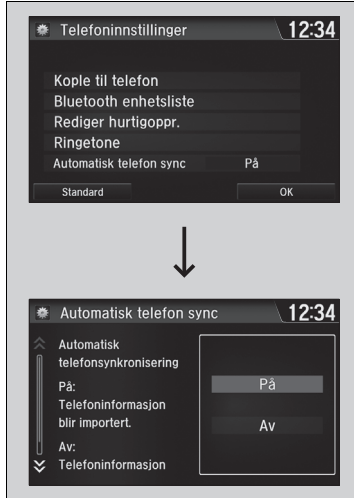 Telefoninnstillinger 12:34
Kople til telefon
Bluetooth enhetsliste
Rediger hurtigoppr.
Ringetone
Automatisk telefon sync På
Standard OK
Automatisk telefon sync 12:34
Automatisk
telefonsynkronisering
På:
Telefoninformasjon
blir importert.
Av:
Telefoninformasjon
På
Av